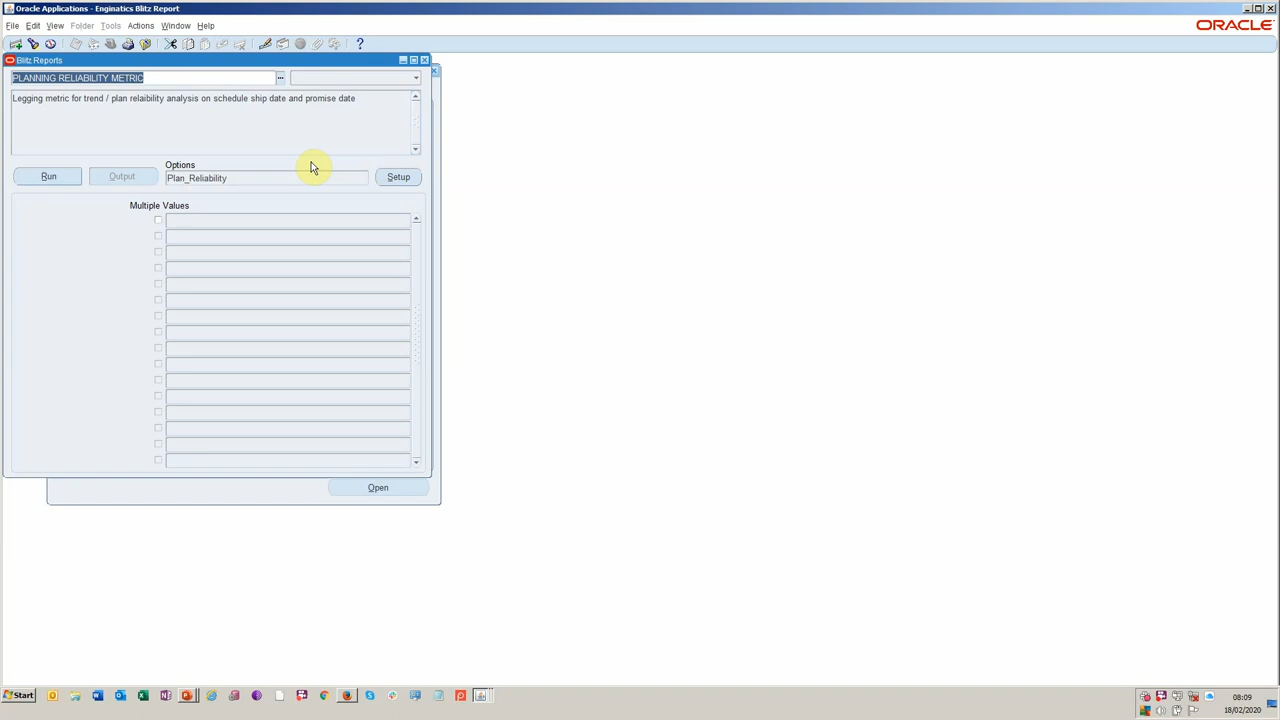 Oracle Applications - Enginatics Blitz Report
File Edit View Folder Tools Actions Window Help
ORACLE
Blitz Reports
PLANNING RELIABILITY METRIC
Legging metric for trend / plan relaibility analysis on schedule ship date and promise date
Options
Run Output Plan_Reliability Setup
Multiple Values
Open
Start
08:09
18/02/2020